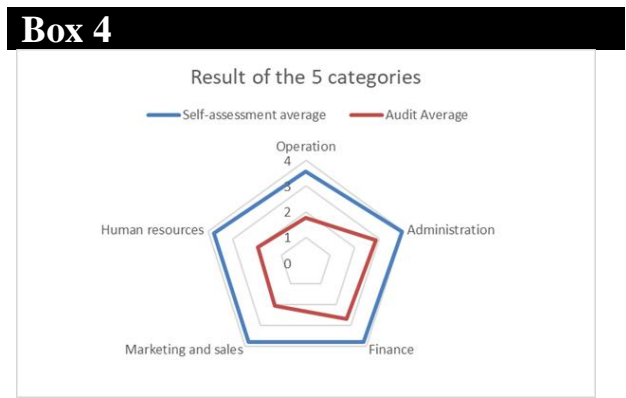 Box 4
Result of the 5 categories
Self-assessment average Audit Average
Operation
4
3
2
1
0
Human resources
Administration
Marketing and sales
Finance